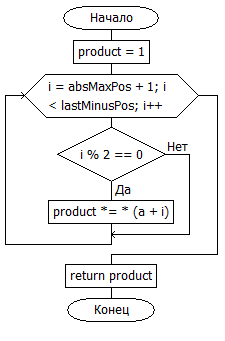 Начало
product = 1
i = absMaxPos + 1; i
< lastMinusPos; i++
i % 2 == 0
Нет
Да
product *= * (a + i)
return product
Конец